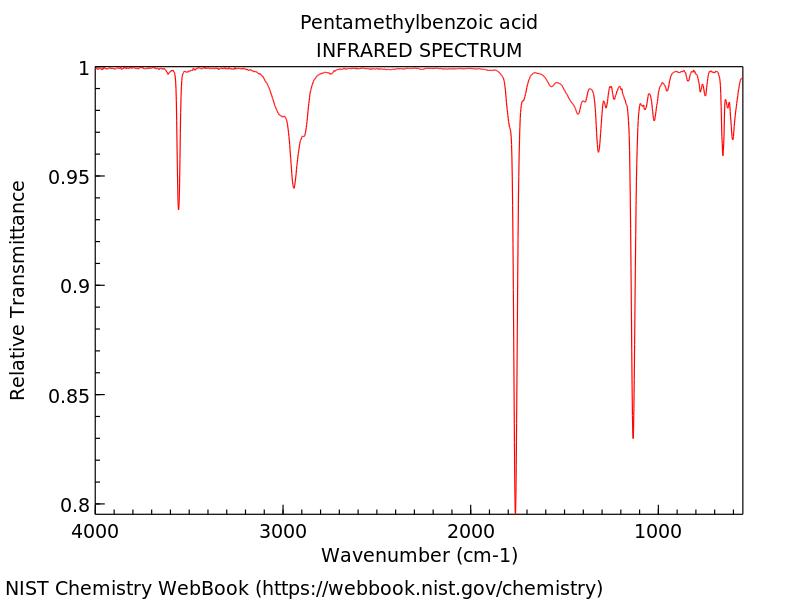 Pentamethylbenzoic acid
INFRARED SPECTRUM
1
0.95
0.9
0.85
0.8
Relative Transmittance
4000 3000 2000 1000
Wavenumber (cm-1)
NIST Chemistry WebBook (https://webbook.nist.gov/chemistry)